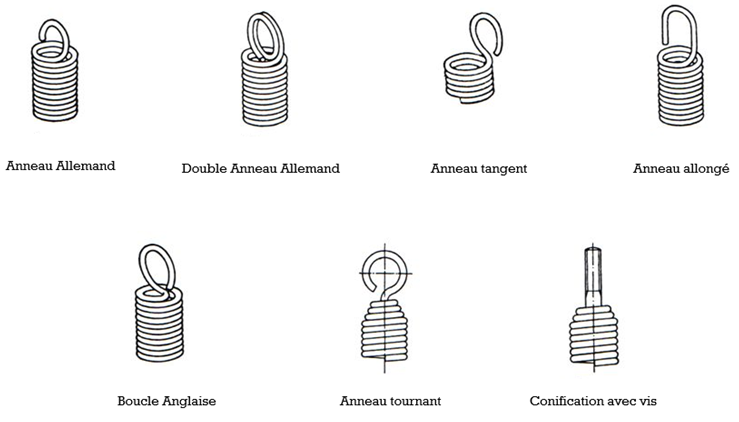 Anneau Allemand
Double Anneau Allemand
Anneau tangent
Anneau allongé
Boucle Anglaise
Anneau tournant
Conification avec vis